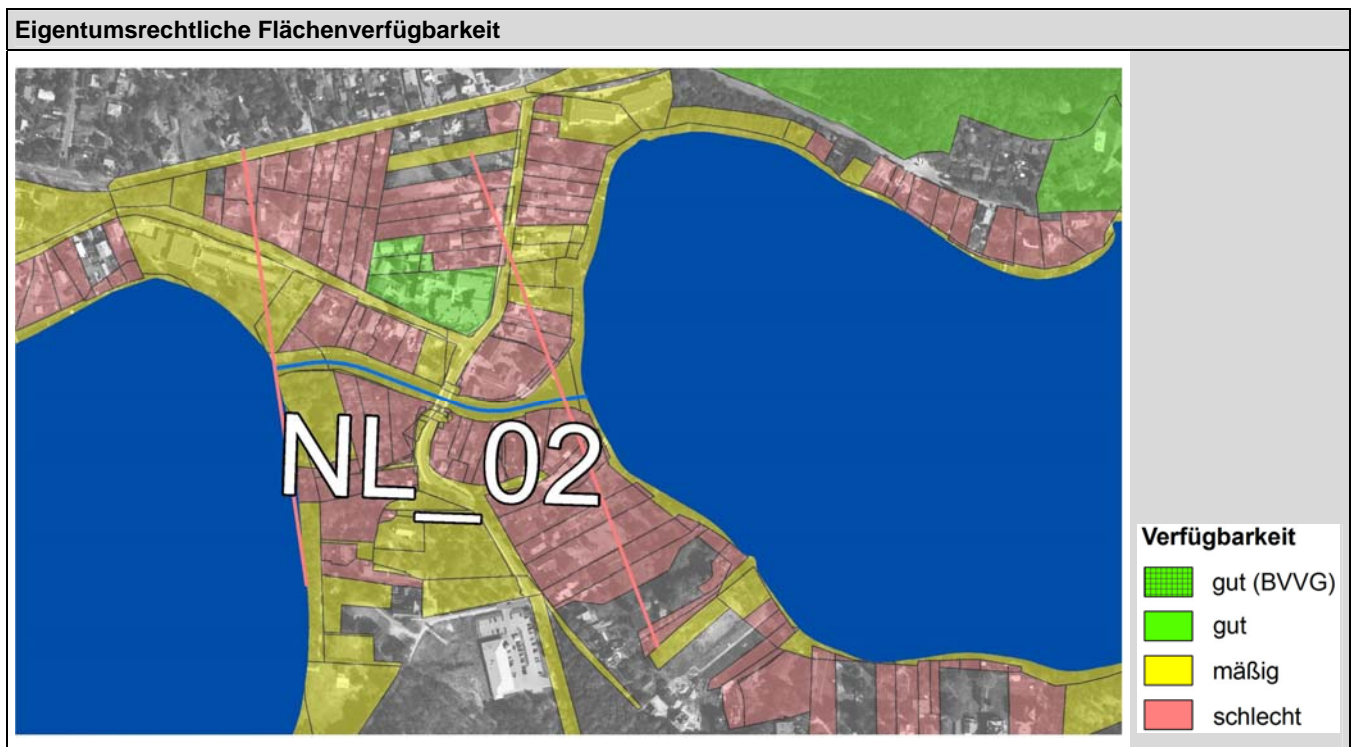 Eigentumsrechtliche Flächenverfügbarkeit
NL_02
Verfügbarkeit
gut (BVVG)
gut
mäßig
schlecht